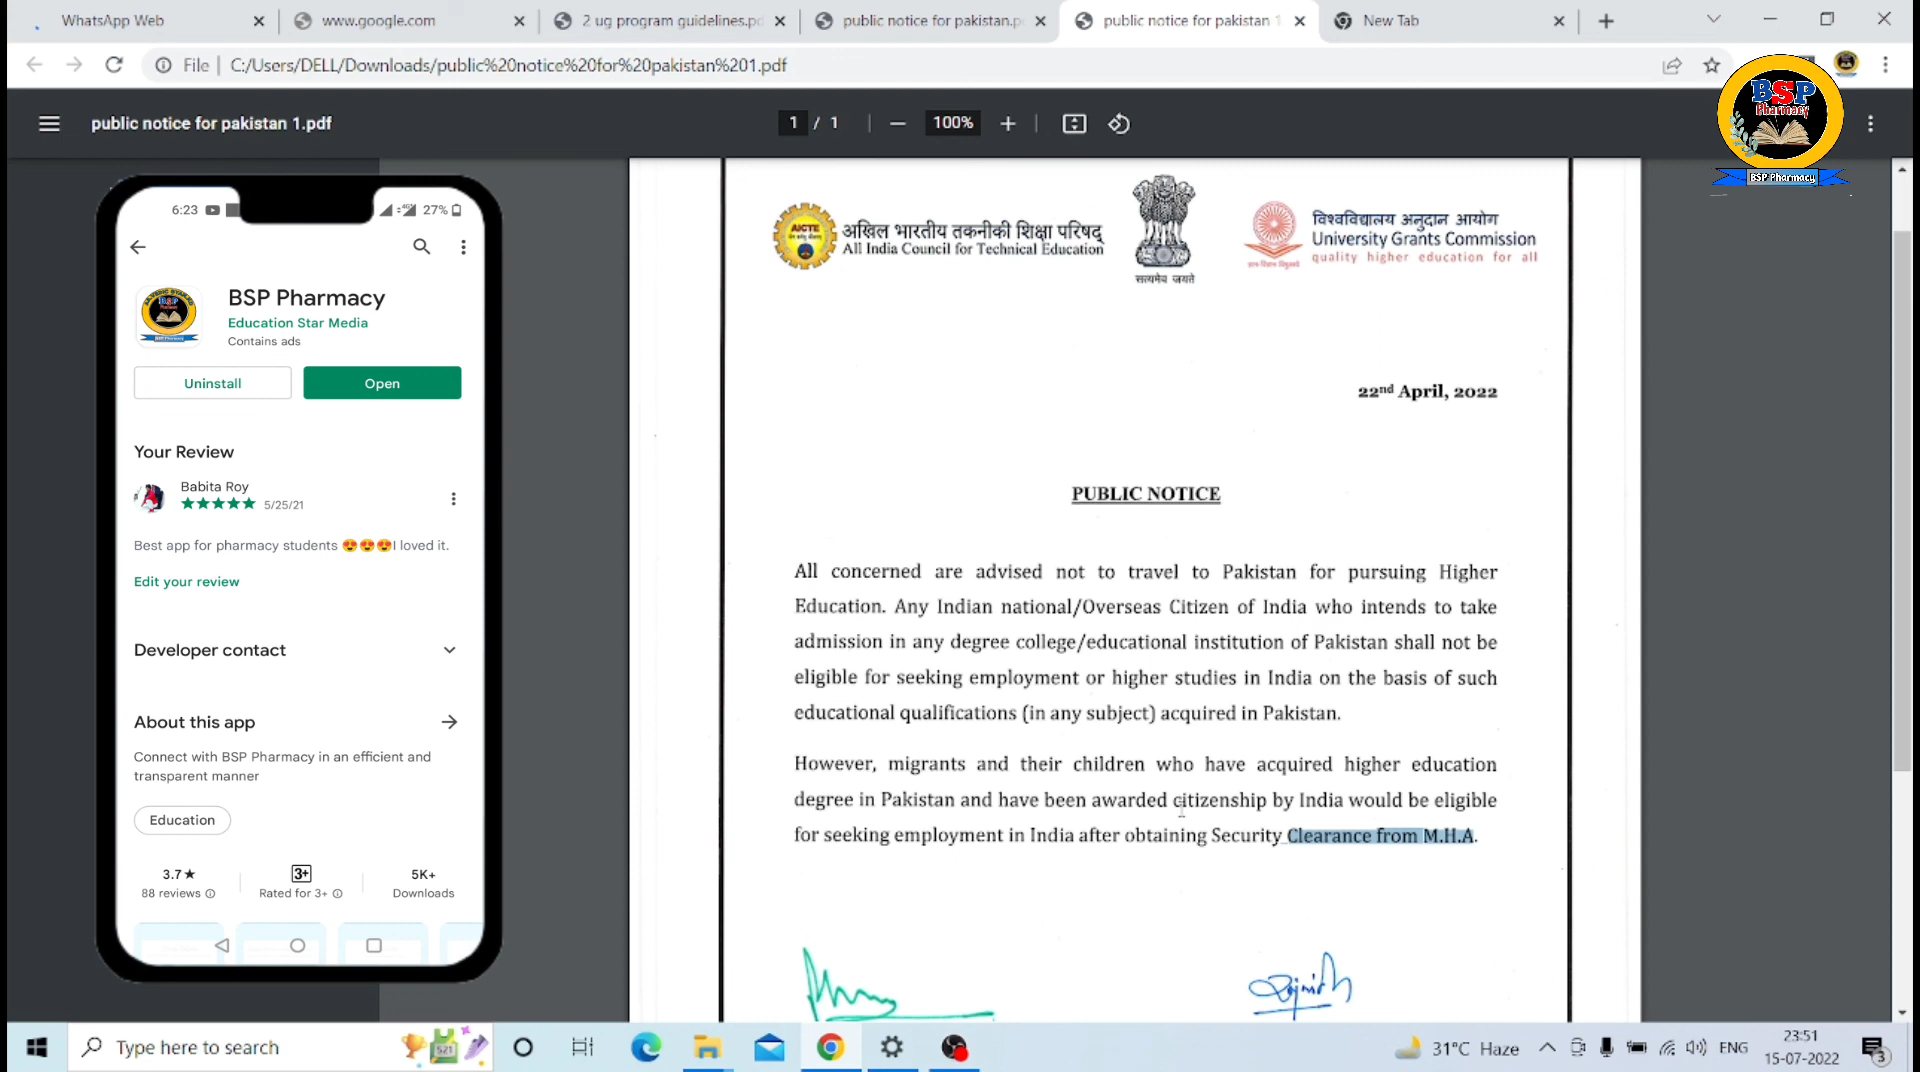 WhatsApp Web
www.google.com
2 ug program guidelines.pd
public notice for pakistan.p
public notice for pakistan 1
New Tab
File
C:/Users/DELL/Downloads/public%20notice%20for%20pakistan%201.pdf
public notice for pakistan 1.pdf
1 / 1
100%
BSP
Pharmacy
BSP Pharmacy
6:23
27%
BSP Pharmacy
Education Star Media
Contains ads
Uninstall
Open
Your Review
Babita Roy
5/25/21
Best app for pharmacy students 😍😍😍I loved it.
Edit your review
Developer contact
About this app
Connect with BSP Pharmacy in an efficient and
transparent manner
Education
3.7★
88 reviews
3+
Rated for 3+
5K+
Downloads
AICTE
अखिल भारतीय तकनीकी शिक्षा परिषद्
All India Council for Technical Education
सत्यमेव जयते
विश्वविद्यालय अनुदान आयोग
University Grants Commission
quality higher education for all
22nd April, 2022
PUBLIC NOTICE
All concerned are advised not to travel to Pakistan for pursuing Higher
Education. Any Indian national/Overseas Citizen of India who intends to take
admission in any degree college/educational institution of Pakistan shall not be
eligible for seeking employment or higher studies in India on the basis of such
educational qualifications (in any subject) acquired in Pakistan.
However, migrants and their children who have acquired higher education
degree in Pakistan and have been awarded citizenship by India would be eligible
for seeking employment in India after obtaining Security Clearance from M.H.A.
Type here to search
521
31°C Haze
ENG
23:51
15-07-2022
3